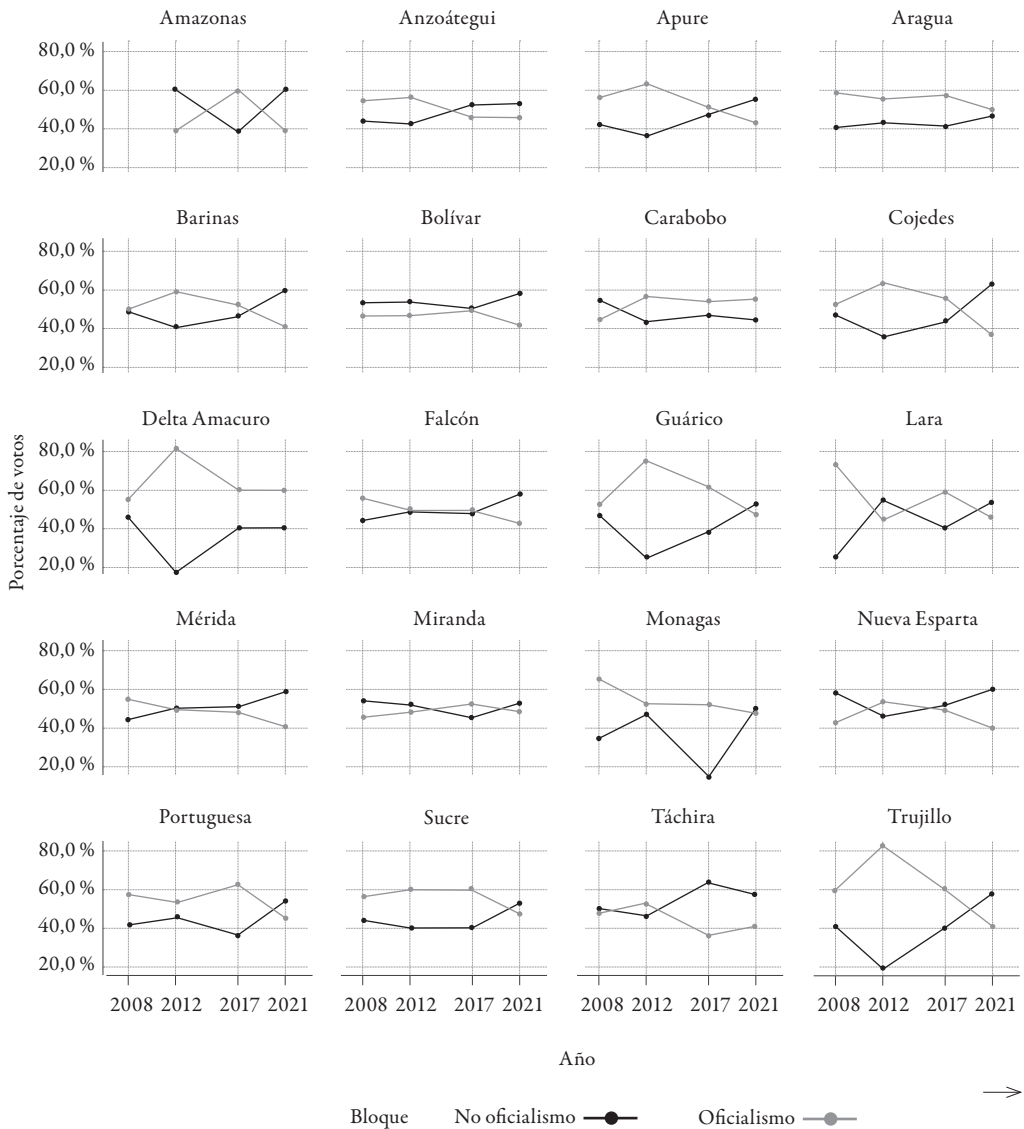 Amazonas Anzoátegui Apure Aragua
80,0 %
60,0 %
40,0 %
20,0 %
Barinas Bolívar Carabobo Cojedes
80,0 %
60,0 %
40,0 %
20,0 %
Porcentaje de votos
Delta Amacuro Falcón Guárico Lara
80,0 %
60,0 %
40,0 %
20,0 %
Mérida Miranda Monagas Nueva Esparta
80,0 %
60,0 %
40,0 %
20,0 %
Portuguesa Sucre Táchira Trujillo
80,0 %
60,0 %
40,0 %
20,0 %
2008 2012 2017 2021 2008 2012 2017 2021 2008 2012 2017 2021 2008 2012 2017 2021
Año
Bloque No oficialismo Oficialismo